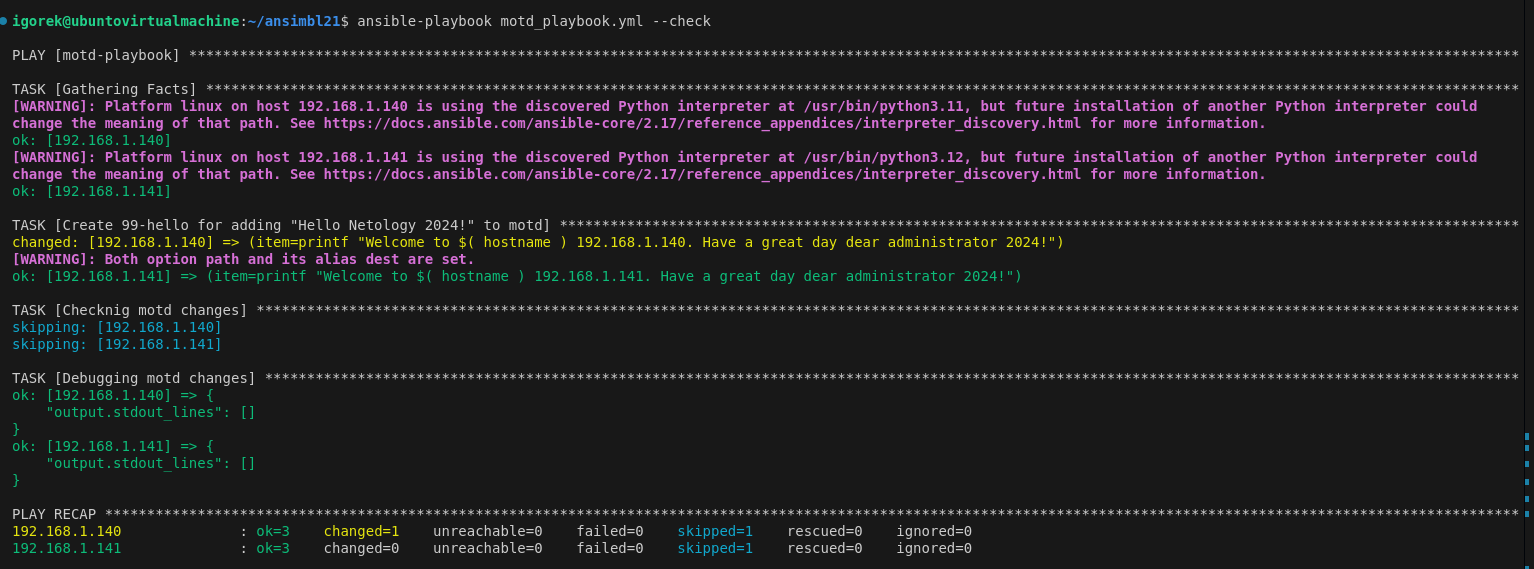 igorek@ubuntovirtualmachine:~/ansimbl21$ ansible-playbook motd_playbook.yml --check
PLAY [motd-playbook] **************************************************************************************************************************************************************
TASK [Gathering Facts] ************************************************************************************************************************************************************
[WARNING]: Platform linux on host 192.168.1.140 is using the discovered Python interpreter at /usr/bin/python3.11, but future installation of another Python interpreter could
change the meaning of that path. See https://docs.ansible.com/ansible-core/2.17/reference_appendices/interpreter_discovery.html for more information.
ok: [192.168.1.140]
[WARNING]: Platform linux on host 192.168.1.141 is using the discovered Python interpreter at /usr/bin/python3.12, but future installation of another Python interpreter could
change the meaning of that path. See https://docs.ansible.com/ansible-core/2.17/reference_appendices/interpreter_discovery.html for more information.
ok: [192.168.1.141]
TASK [Create 99-hello for adding "Hello Netology 2024!" to motd] ******************************************************************************************************************
changed: [192.168.1.140] => (item=printf "Welcome to $( hostname ) 192.168.1.140. Have a great day dear administrator 2024!")
[WARNING]: Both option path and its alias dest are set.
ok: [192.168.1.141] => (item=printf "Welcome to $( hostname ) 192.168.1.141. Have a great day dear administrator 2024!")
TASK [Checknig motd changes] ******************************************************************************************************************************************************
skipping: [192.168.1.140]
skipping: [192.168.1.141]
TASK [Debugging motd changes] *****************************************************************************************************************************************************
ok: [192.168.1.140] => {
    "output.stdout_lines": []
}
ok: [192.168.1.141] => {
    "output.stdout_lines": []
}
PLAY RECAP ************************************************************************************************************************************************************************
192.168.1.140              : ok=3    changed=1    unreachable=0    failed=0    skipped=1    rescued=0    ignored=0
192.168.1.141              : ok=3    changed=0    unreachable=0    failed=0    skipped=1    rescued=0    ignored=0